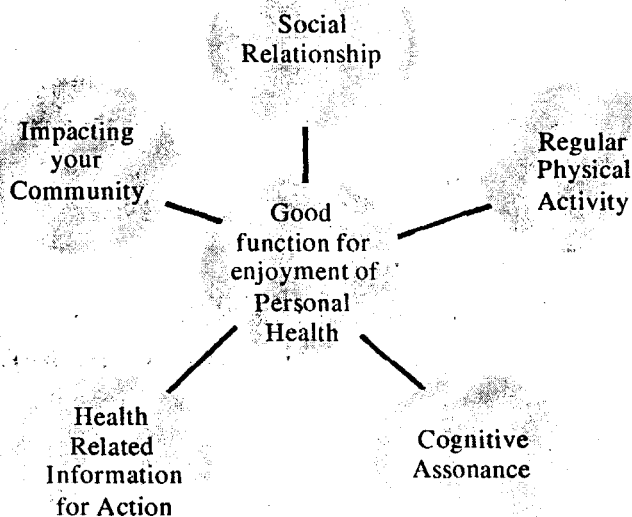 Social
Relationship
Impacting
your
Community
Regular
Physical
Activity
Good
function for
enjoyment of
Personal
Health
Health
Related
Information
for Action
Cognitive
Assonance